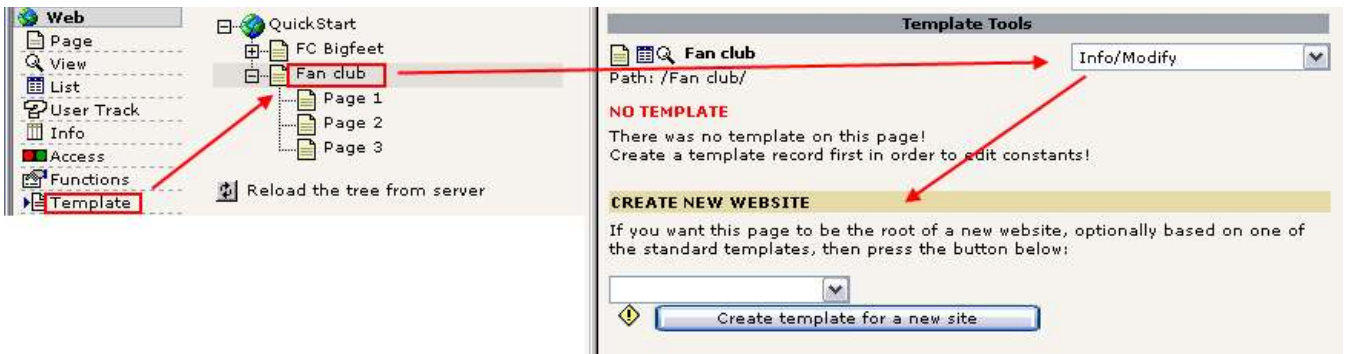 Web
Page
View
List
User Track
Info
Access
Functions
Template
QuickStart
FC Bigfeet
Fan club
Page 1
Page 2
Page 3
Reload the tree from server
Template Tools
Fan club
Info/Modify
Path: /Fan club/
NO TEMPLATE
There was no template on this page!
Create a template record first in order to edit constants!
CREATE NEW WEBSITE
If you want this page to be the root of a new website, optionally based on one of
the standard templates, then press the button below:
Create template for a new site